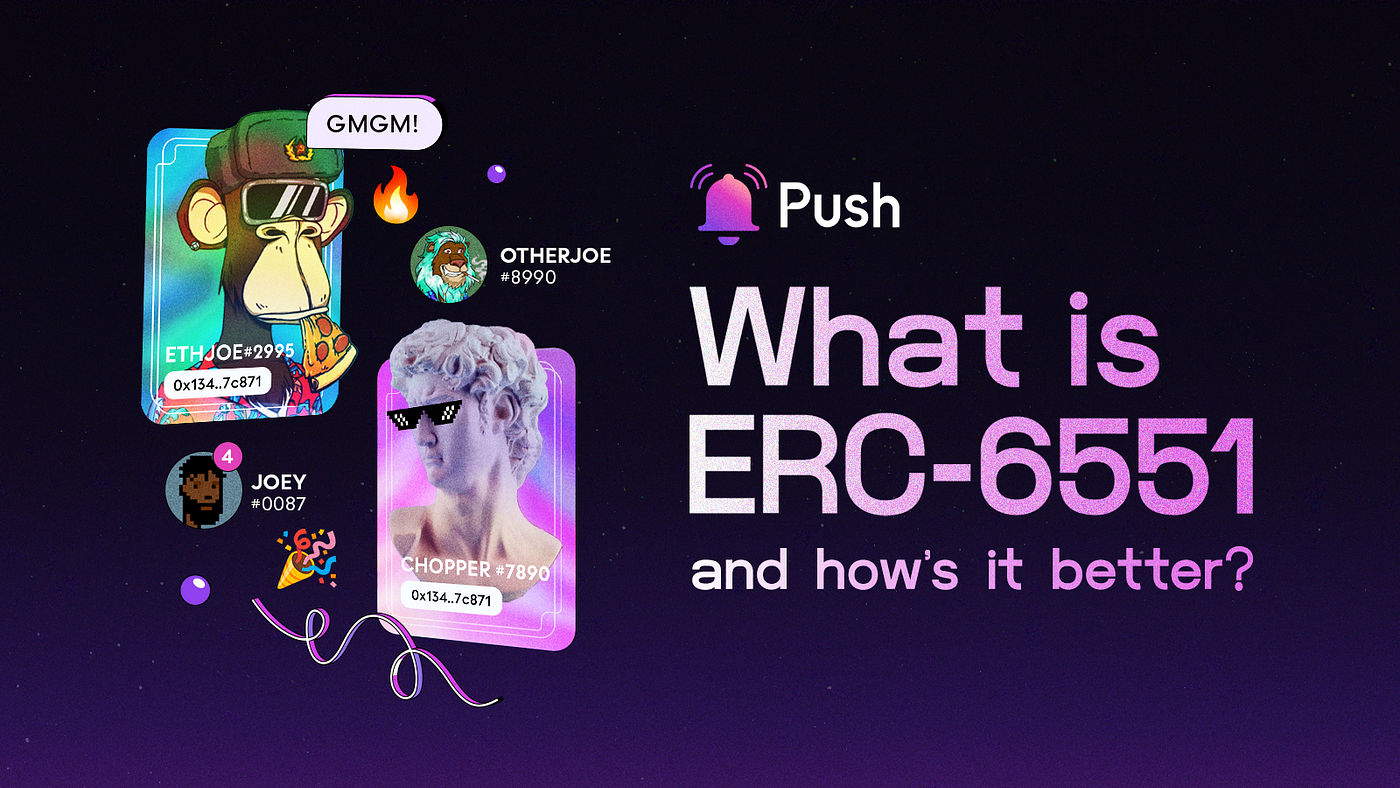 GMGM!
OTHERJOE
#8990
ETHJOE#2995
0x134..7c871
4
JOEY
#0087
CHOPPER #7890
0x134..7c871
Push
What is
ERC-6551
and how's it better?